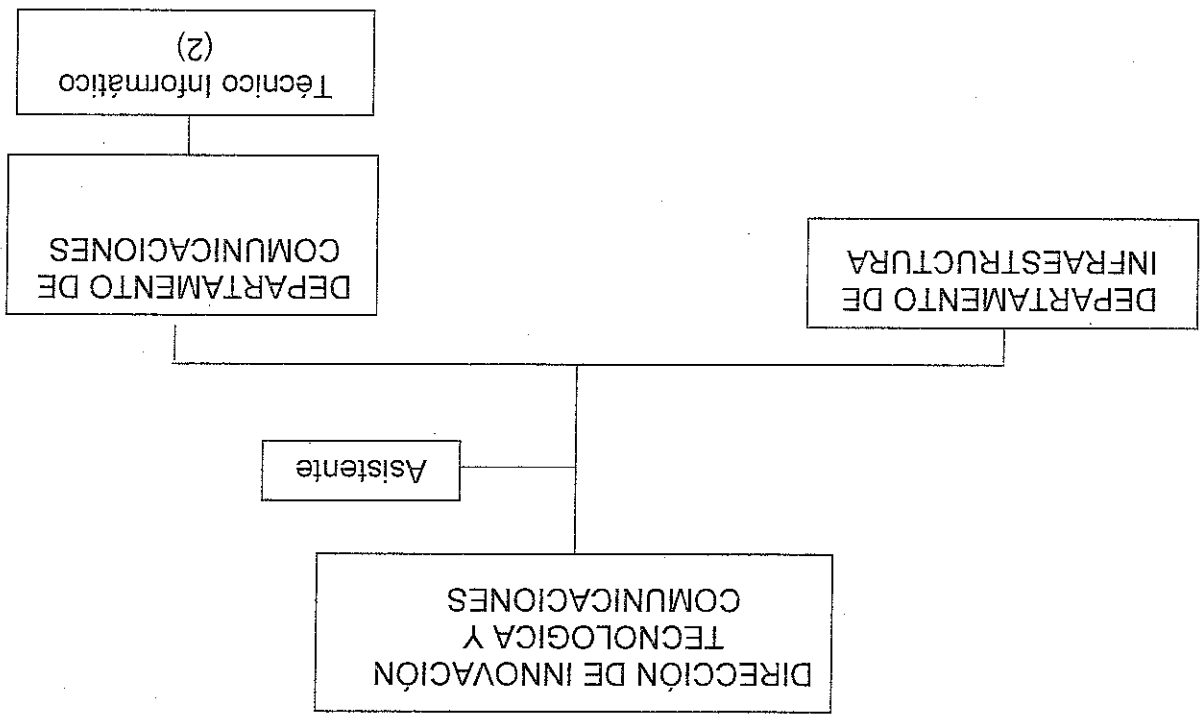 DIRECCIÓN DE INNOVACIÓN
TECNOLOGICA Y
COMUNICACIONES
Asistente
DEPARTAMENTO DE
INFRAESTRUCTURA
DEPARTAMENTO DE
COMUNICACIONES
Técnico Informático
(2)